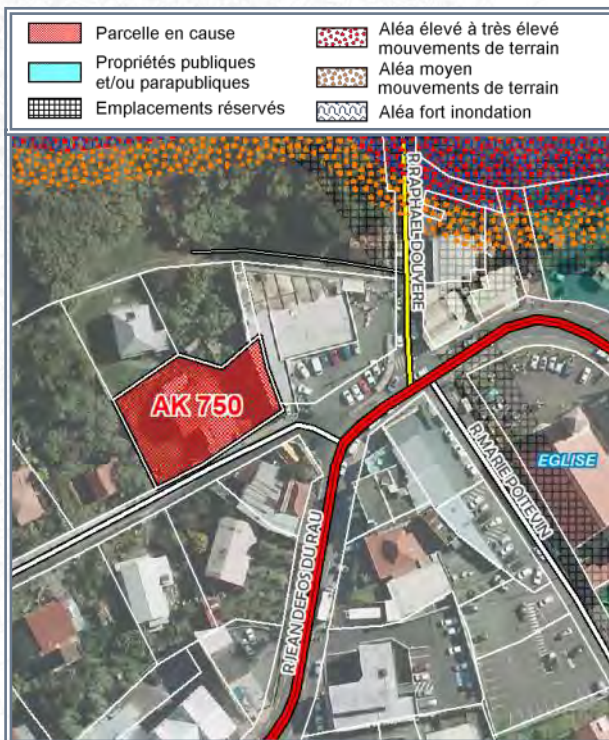 Parcelle en cause
Propriétés publiques
et/ou parapubliques
Emplacements réservés
Aléa élevé à très élevé
mouvements de terrain
Aléa moyen
mouvements de terrain
Aléa fort inondation
R RAPHAEL DOUVERE
AK 750
EGLISE
R MARIE POITEVIN
R JEAN DEFOS DU RAU